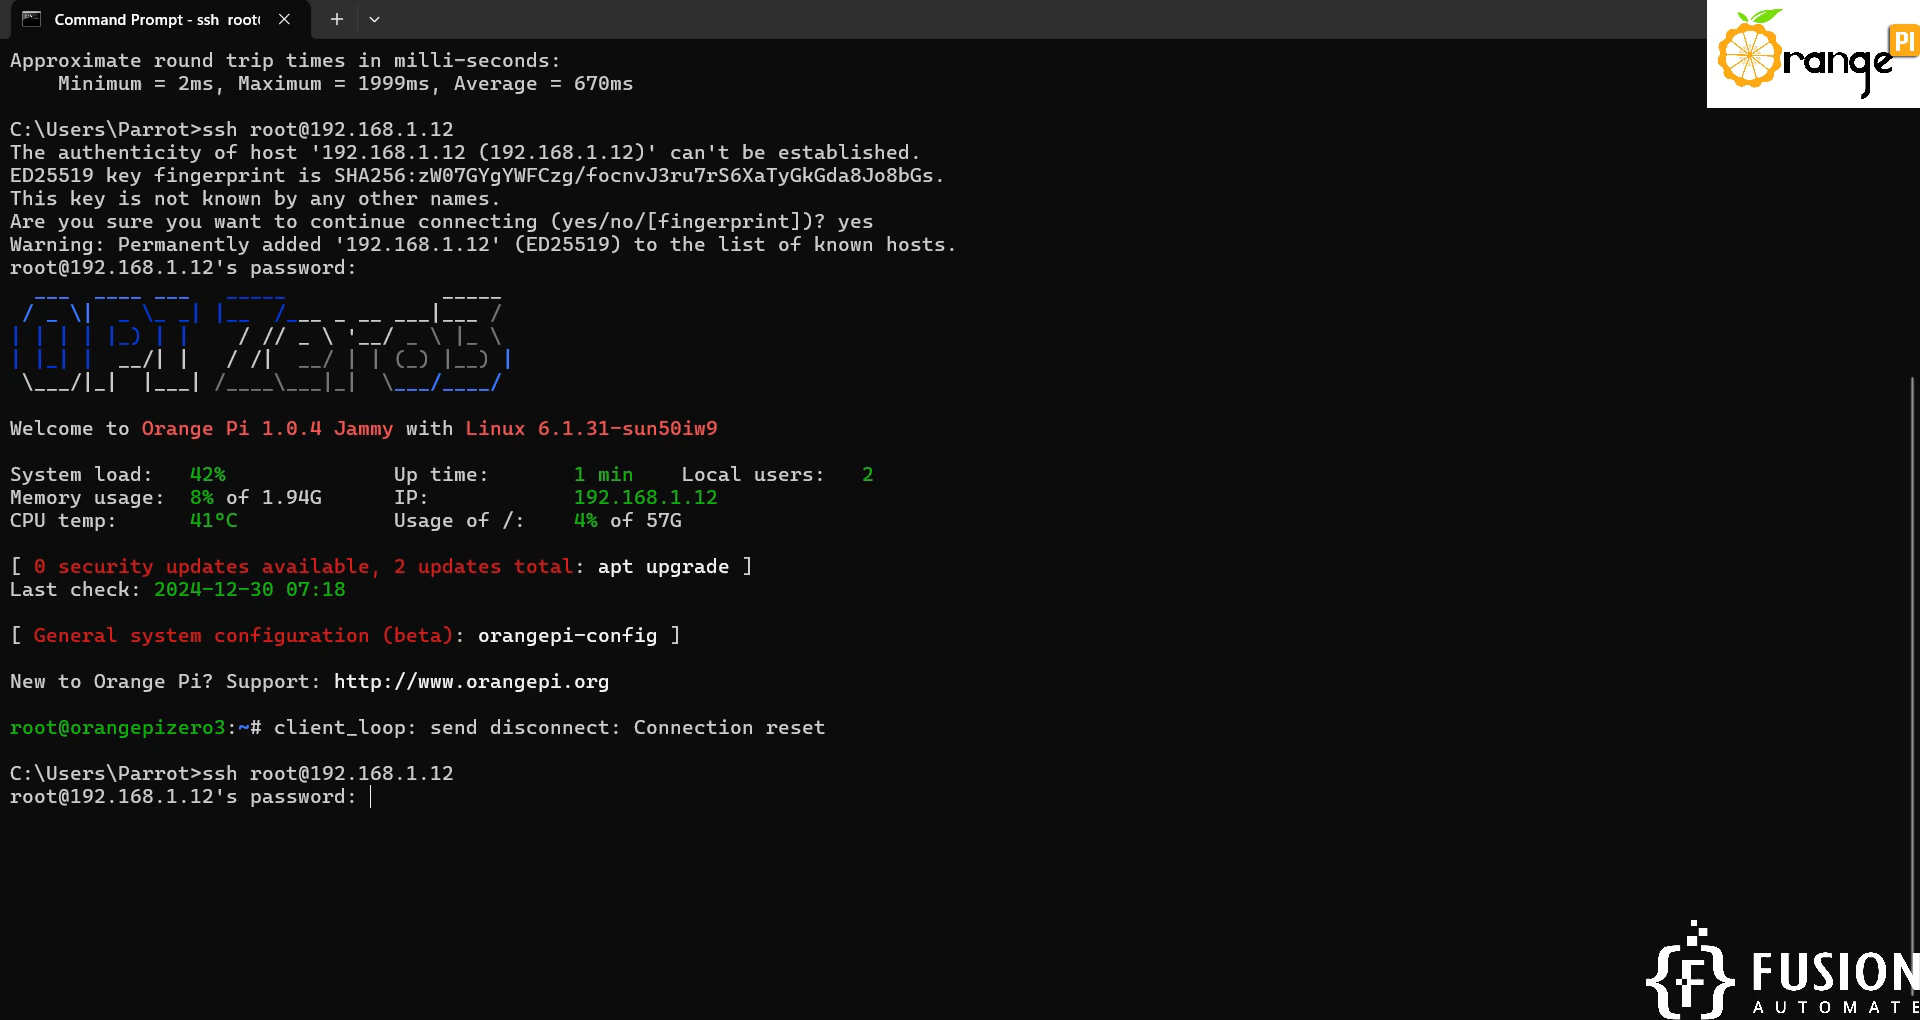 Command Prompt - ssh root(
Orange PI
Approximate round trip times in milli-seconds:
    Minimum = 2ms, Maximum = 1999ms, Average = 670ms
C:\Users\Parrot>ssh root@192.168.1.12
The authenticity of host '192.168.1.12 (192.168.1.12)' can't be established.
ED25519 key fingerprint is SHA256:zW07GYgYWFCzg/focnvJ3ru7rS6XaTyGkGda8Jo8bGs.
This key is not known by any other names.
Are you sure you want to continue connecting (yes/no/[fingerprint])? yes
Warning: Permanently added '192.168.1.12' (ED25519) to the list of known hosts.
root@192.168.1.12's password:
OPI Zero3
Welcome to Orange Pi 1.0.4 Jammy with Linux 6.1.31-sun50iw9
System load: 42% Up time: 1 min Local users: 2
Memory usage: 8% of 1.94G IP: 192.168.1.12
CPU temp: 41°C Usage of /: 4% of 57G
[ 0 security updates available, 2 updates total: apt upgrade ]
Last check: 2024-12-30 07:18
[ General system configuration (beta): orangepi-config ]
New to Orange Pi? Support: http://www.orangepi.org
root@orangepizero3:~# client_loop: send disconnect: Connection reset
C:\Users\Parrot>ssh root@192.168.1.12
root@192.168.1.12's password:
{F} FUSION
AUTOMATE